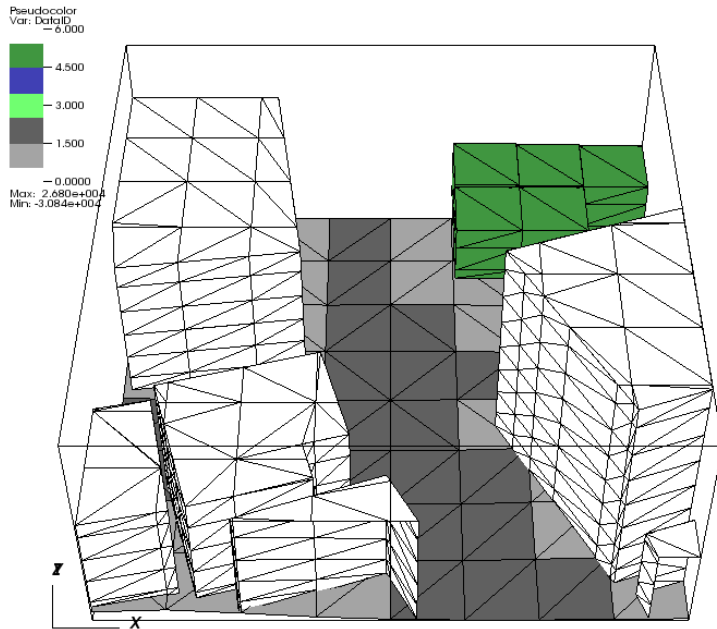 Pseudocolor
Var: DataID
6.000
4.500
3.000
1.500
0.0000
Max: 2.680e+004
Min: -3.084e+004
X